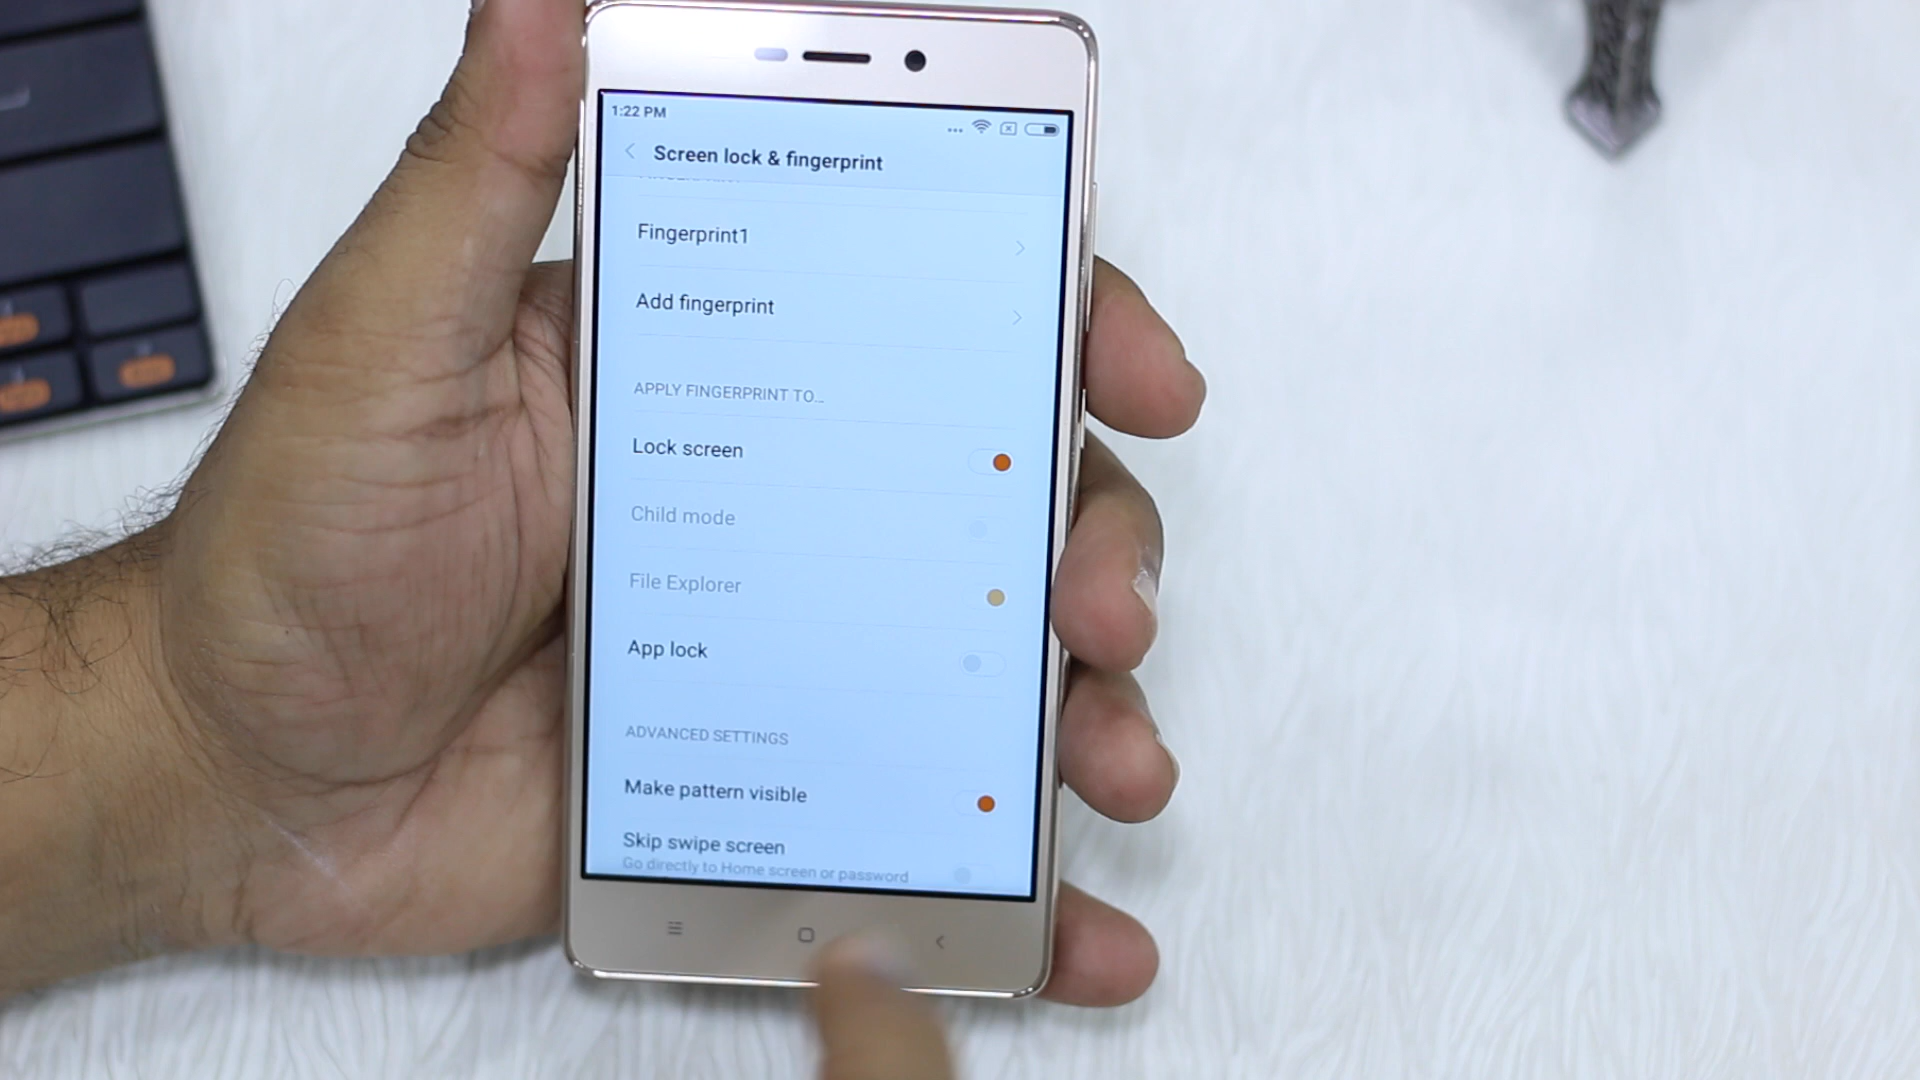 1:22 PM
Screen lock & fingerprint
Fingerprint1
Add fingerprint
APPLY FINGERPRINT TO...
Lock screen
Child mode
File Explorer
App lock
ADVANCED SETTINGS
Make pattern visible
Skip swipe screen
Go directly to Home screen or password